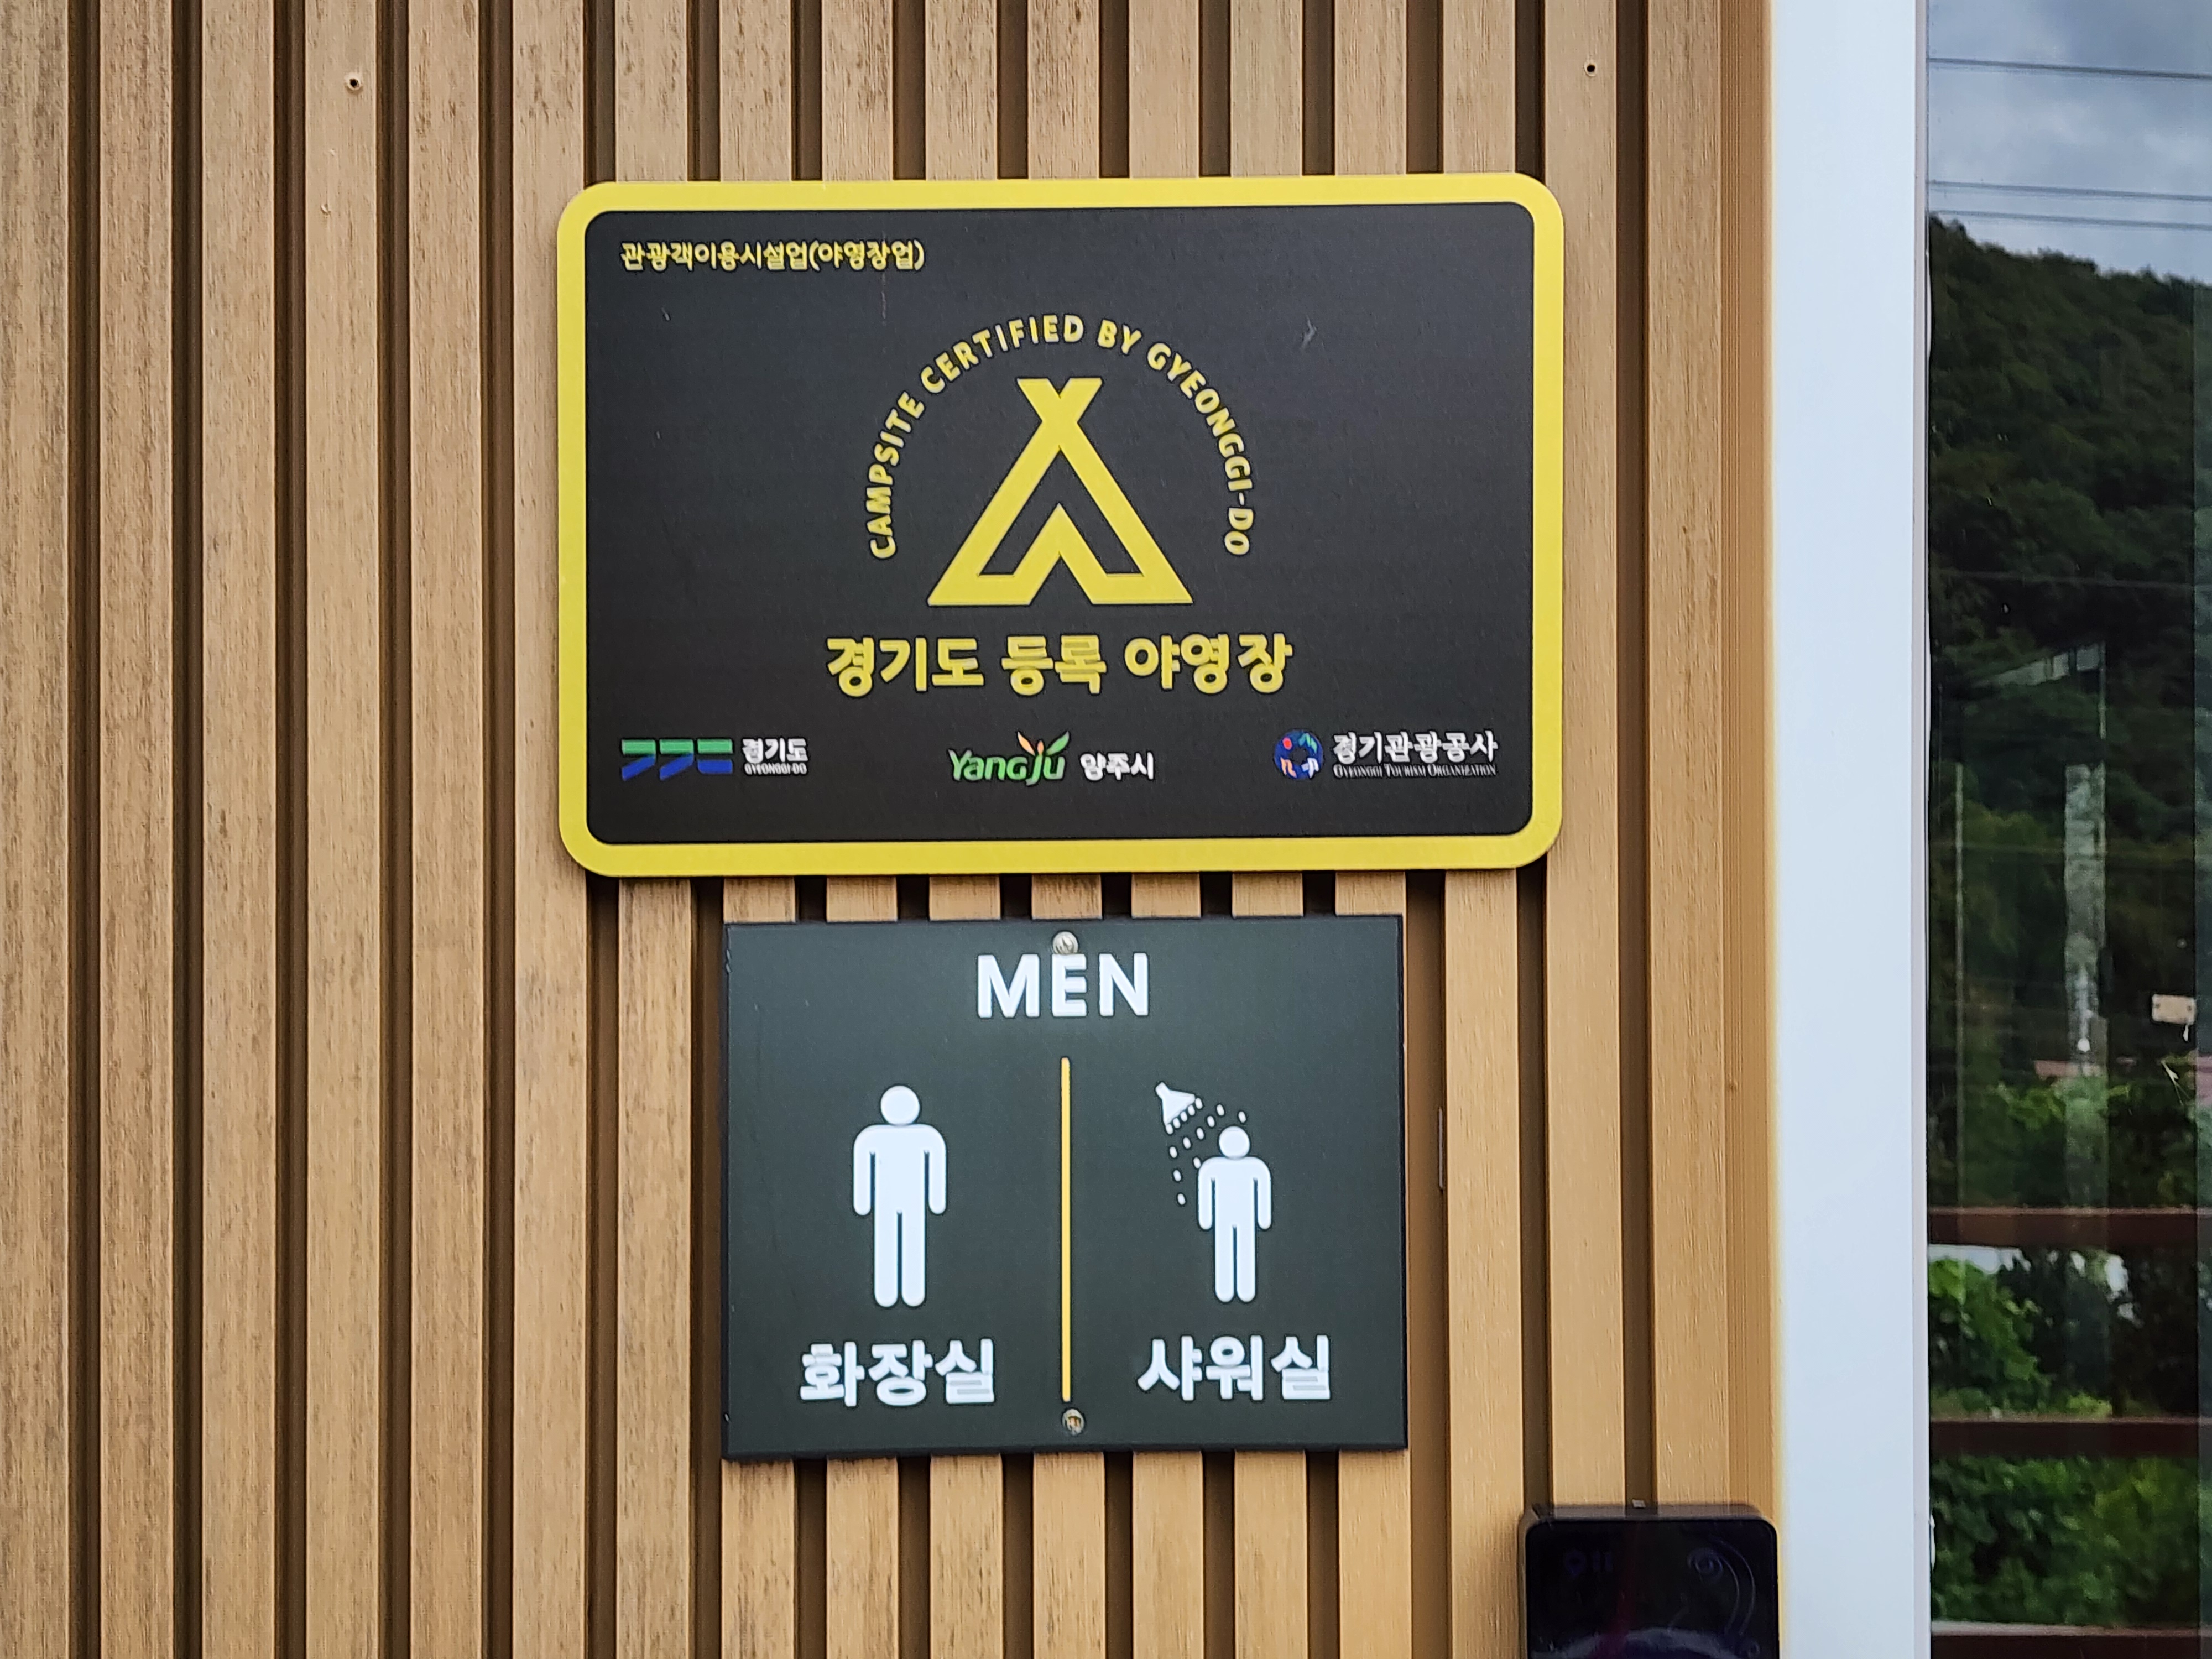 관광객이용시설업(야영장업)
CAMPSITE CERTIFIED BY GYEONGGI-DO
경기도 등록 야영장
경기도
GYEONGGI-DO
Yangju 양주시
경기관광공사
GYEONGGI TOURISM ORGANIZATION
MEN
화장실 샤워실